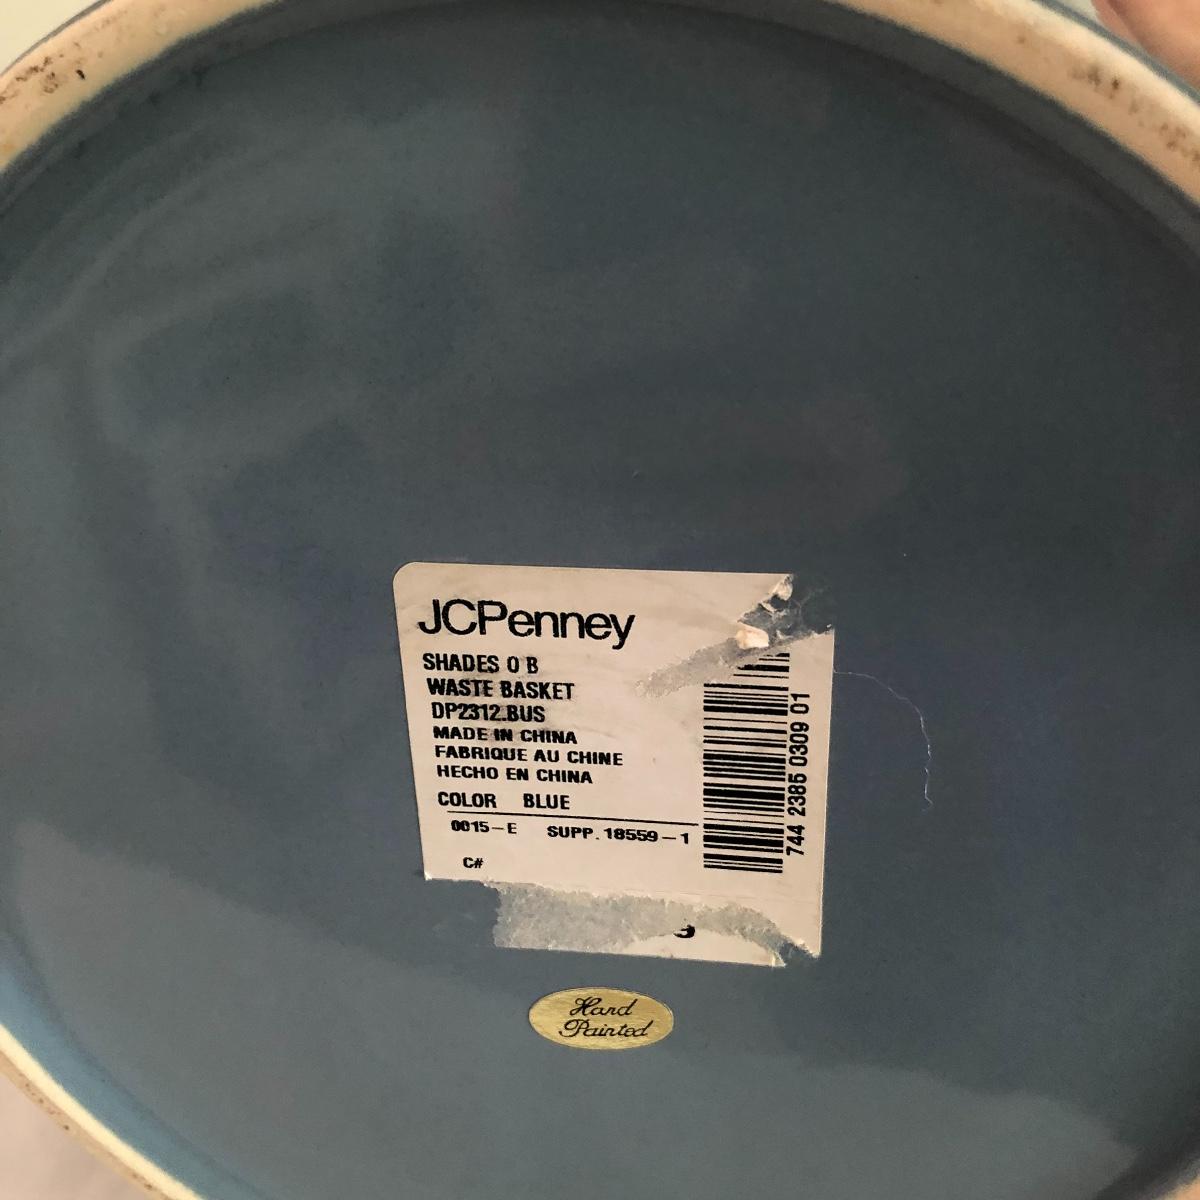 JCPenney
SHADES O B
WASTE BASKET
DP2312.BUS
MADE IN CHINA
FABRIQUE AU CHINE
HECHO EN CHINA
COLOR BLUE
0015-E SUPP. 18559-1
C#
744 2385 0309 01
Hand
Painted